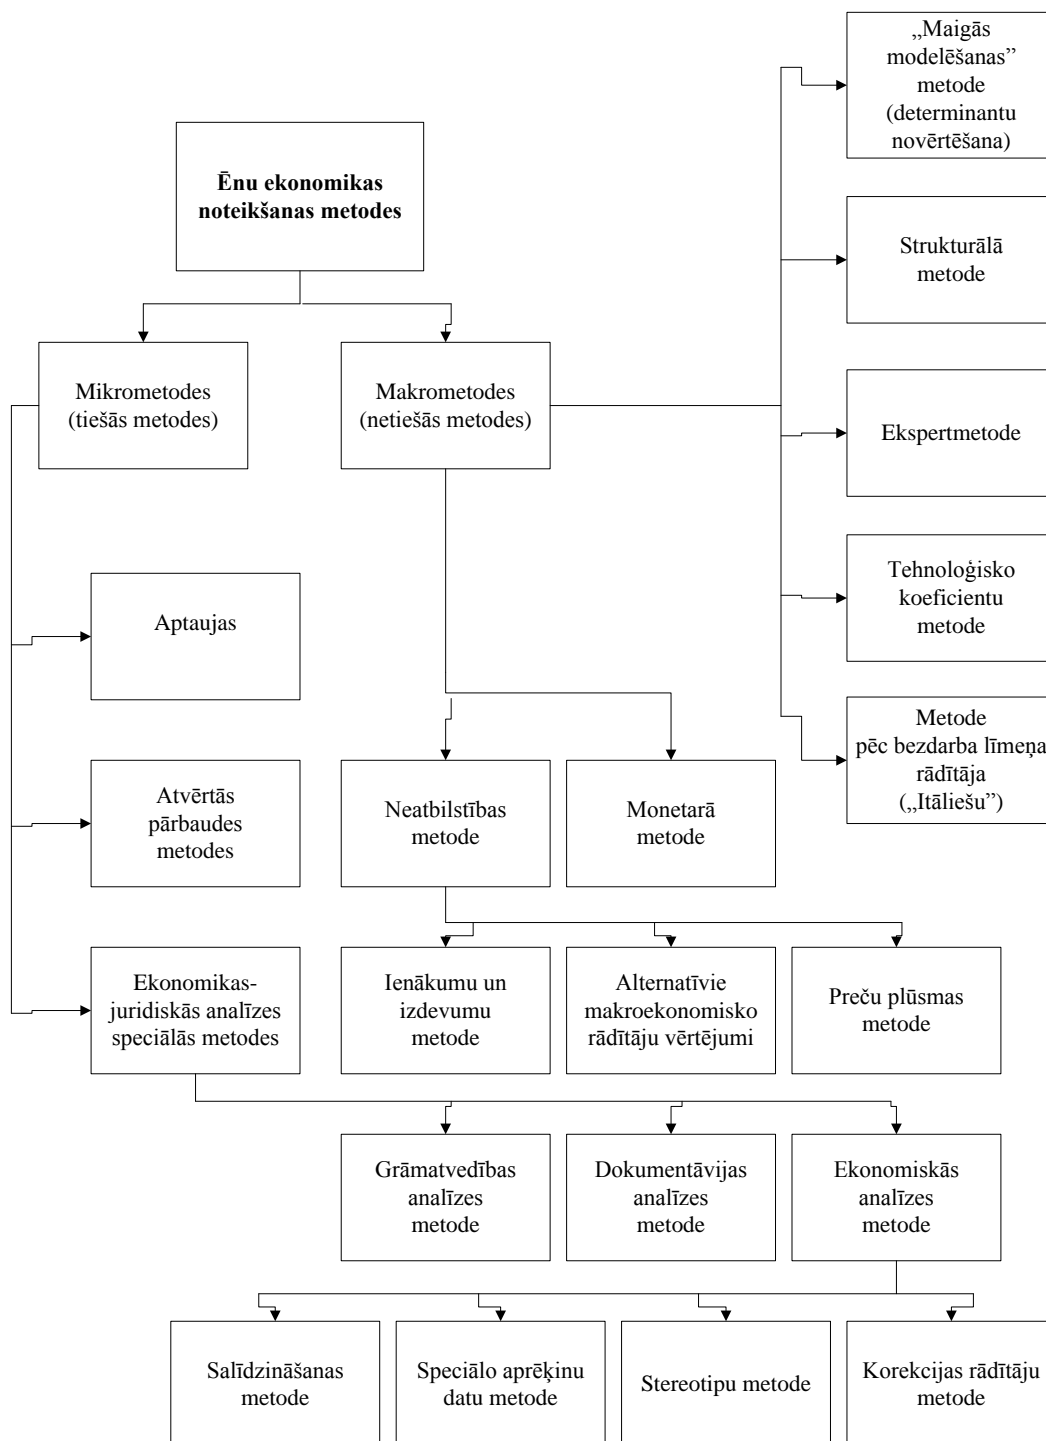 „Maigās
modelēšanas”
metode
(determinantu
novērtēšana)
Ēnu ekonomikas
noteikšanas metodes
Strukturālā
metode
Mikrometodes
(tiešās metodes)
Makrometodes
(netiešās metodes)
Ekspertmetode
Tehnoloģisko
koeficientu
metode
Aptaujas
Metode
pēc bezdarba līmeņa
rādītāja
(„Itāliešu”)
Atvērtās
pārbaudes
metodes
Neatbilstības
metode
Monetarā
metode
Ekonomikas-
juridiskās analīzes
speciālās metodes
Ienākumu un
izdevumu
metode
Alternatīvie
makroekonomisko
rādītāju vērtējumi
Preču plūsmas
metode
Grāmatvedības
analīzes
metode
Dokumentāvijas
analīzes
metode
Ekonomiskās
analīzes
metode
Salīdzināšanas
metode
Speciālo aprēķinu
datu metode
Stereotipu metode
Korekcijas rādītāju
metode